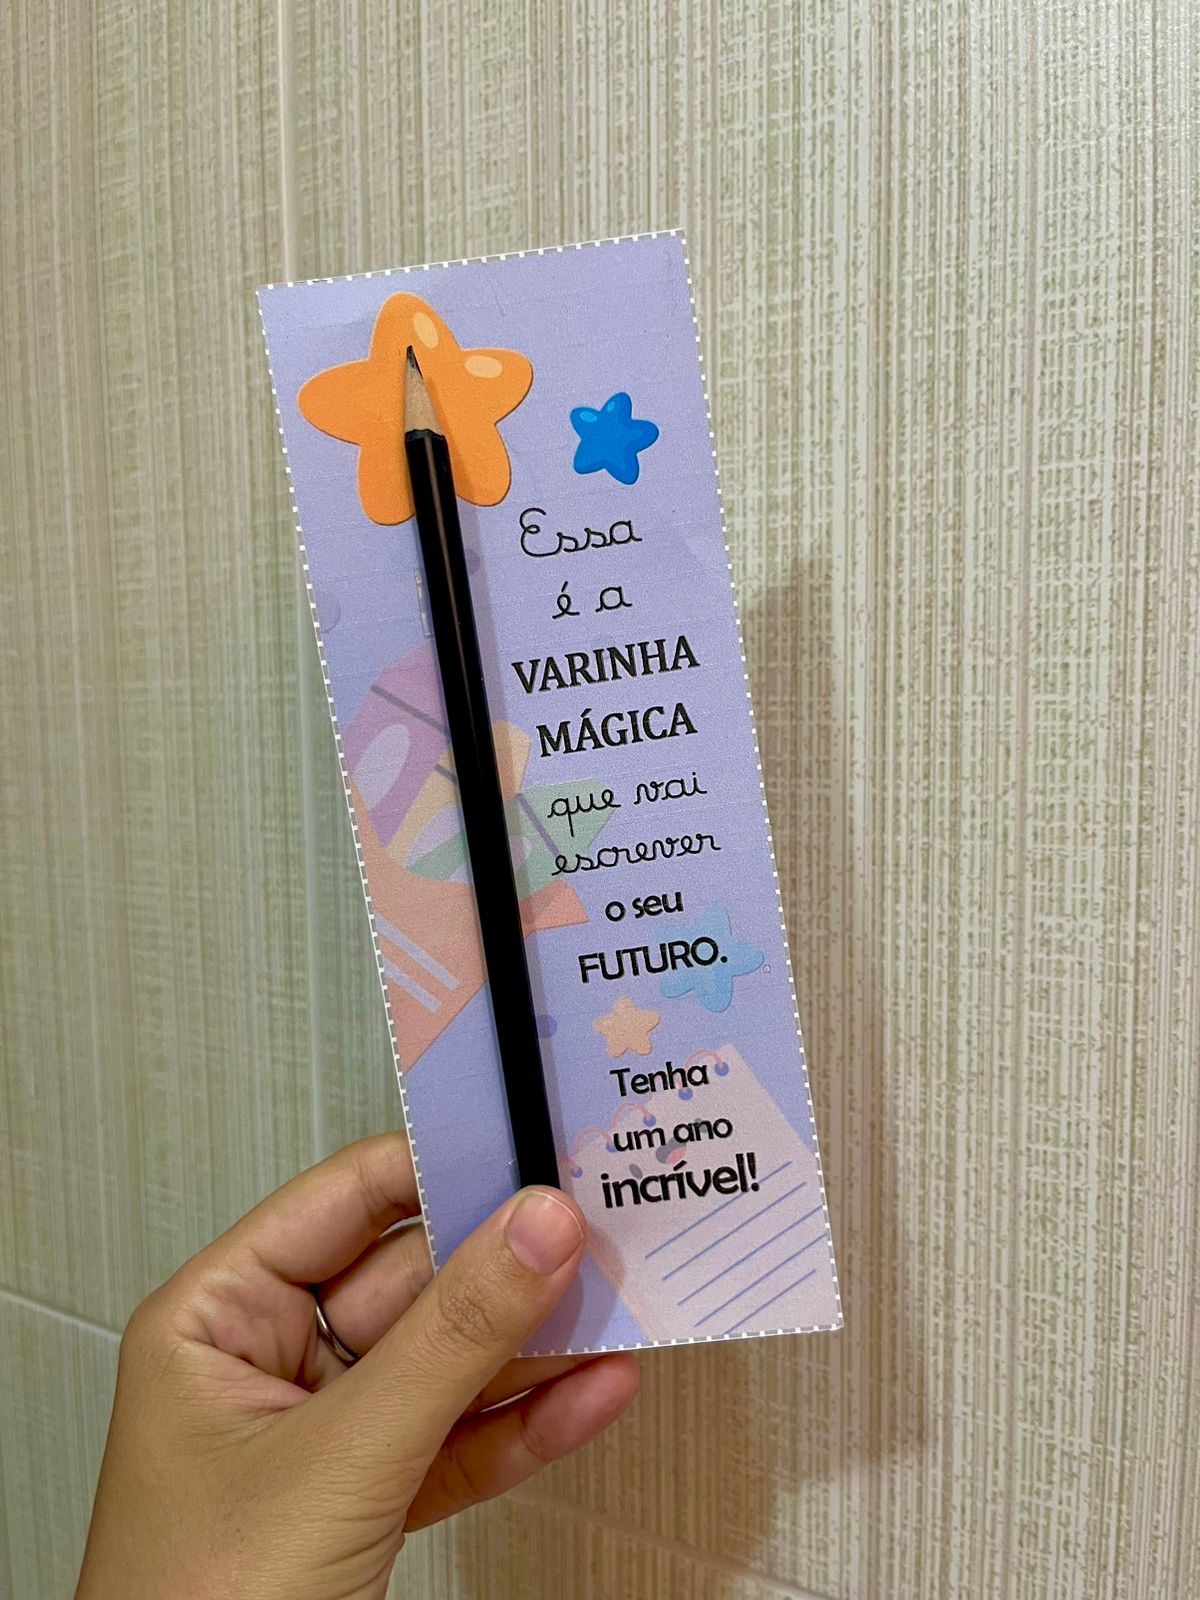 Essa
é a
VARINHA
MÁGICA
que vai
escrever
o seu
FUTURO.
Tenha
um ano
incrível!